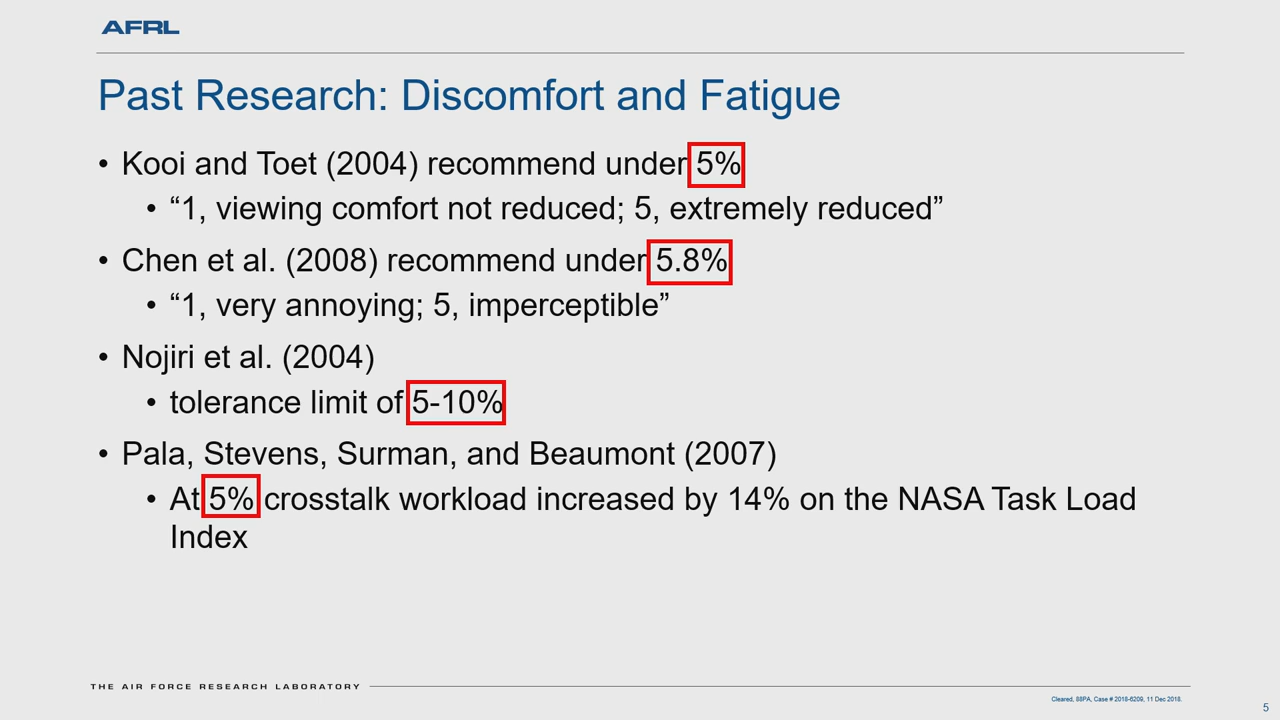 AFRL
Past Research: Discomfort and Fatigue
• Kooi and Toet (2004) recommend under 5%
• “1, viewing comfort not reduced; 5, extremely reduced”
• Chen et al. (2008) recommend under 5.8%
• “1, very annoying; 5, imperceptible”
• Nojiri et al. (2004)
• tolerance limit of 5-10%
• Pala, Stevens, Surman, and Beaumont (2007)
• At 5% crosstalk workload increased by 14% on the NASA Task Load
Index
THE AIR FORCE RESEARCH LABORATORY
Cleared, 88PA, Case # 2018-6209, 11 Dec 2018.
5